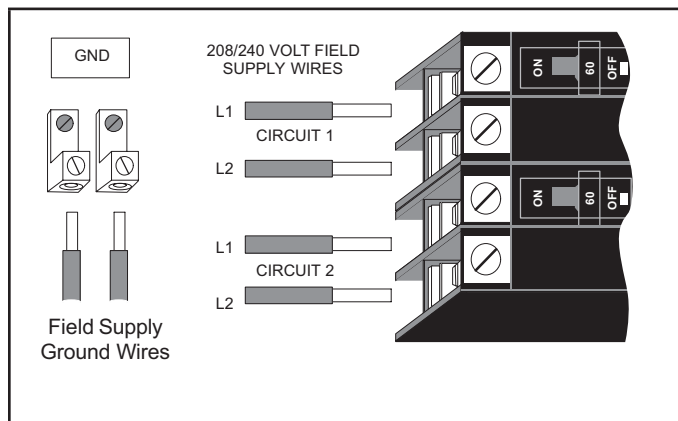 GND
208/240 VOLT FIELD
SUPPLY WIRES
L1
CIRCUIT 1
L2
L1
CIRCUIT 2
L2
Field Supply
Ground Wires
ON
60
OFF
ON
60
OFF